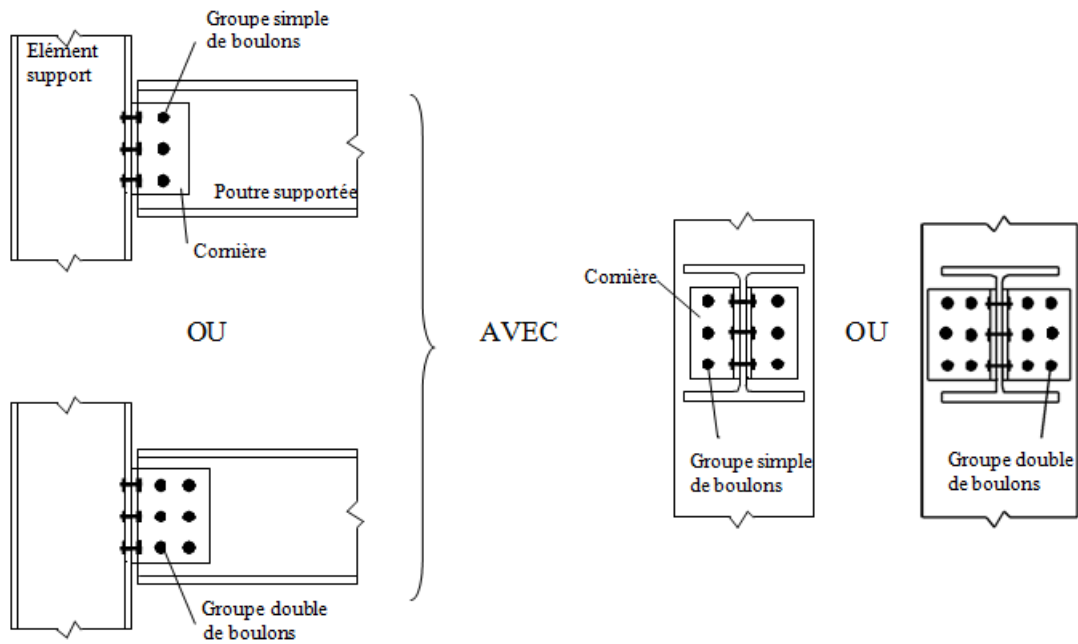 Groupe simple
de boulons
Elément
support
Poutre supportée
Cornière
OU
Groupe double
de boulons
AVEC
Cornière
Groupe simple
de boulons
OU
Groupe double
de boulons